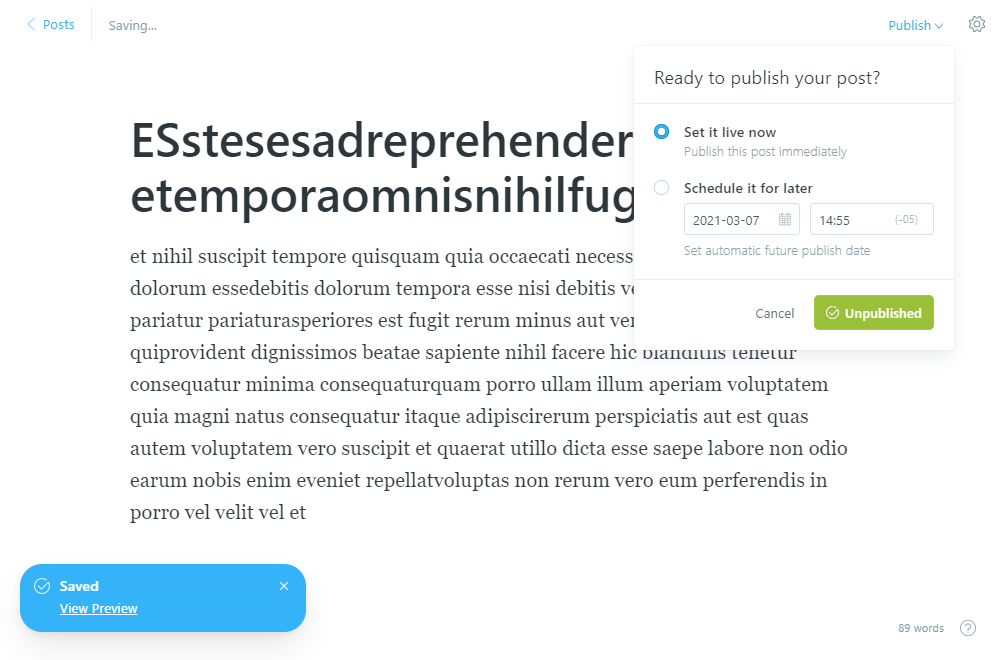 Posts
Saving...
Publish
Ready to publish your post?
Set it live now
Publish this post immediately
Schedule it for later
2021-03-07
14:55
(-05)
Set automatic future publish date
Cancel
Unpublished
ESstesesadreprehender
etemporaomnisnihilfug
et nihil suscipit tempore quisquam quia occaecati
dolorum essedebitis dolorum tempora esse nisi debitis
pariatur pariaturasperiores est fugit rerum minus aut
quiprovident dignissimos beatae sapiente nihil facere hic blanditiis tenetur
consequatur minima consequaturquam porro ullam illum aperiam voluptatem
quia magni natus consequatur itaque adipiscirerum perspiciatis aut est quas
autem voluptatem vero suscipit et quaerat utillo dicta esse saepe labore non odio
earum nobis enim eveniet repellatvoluptas non rerum vero eum perferendis in
porro vel velit vel et
Saved
View Preview
89 words